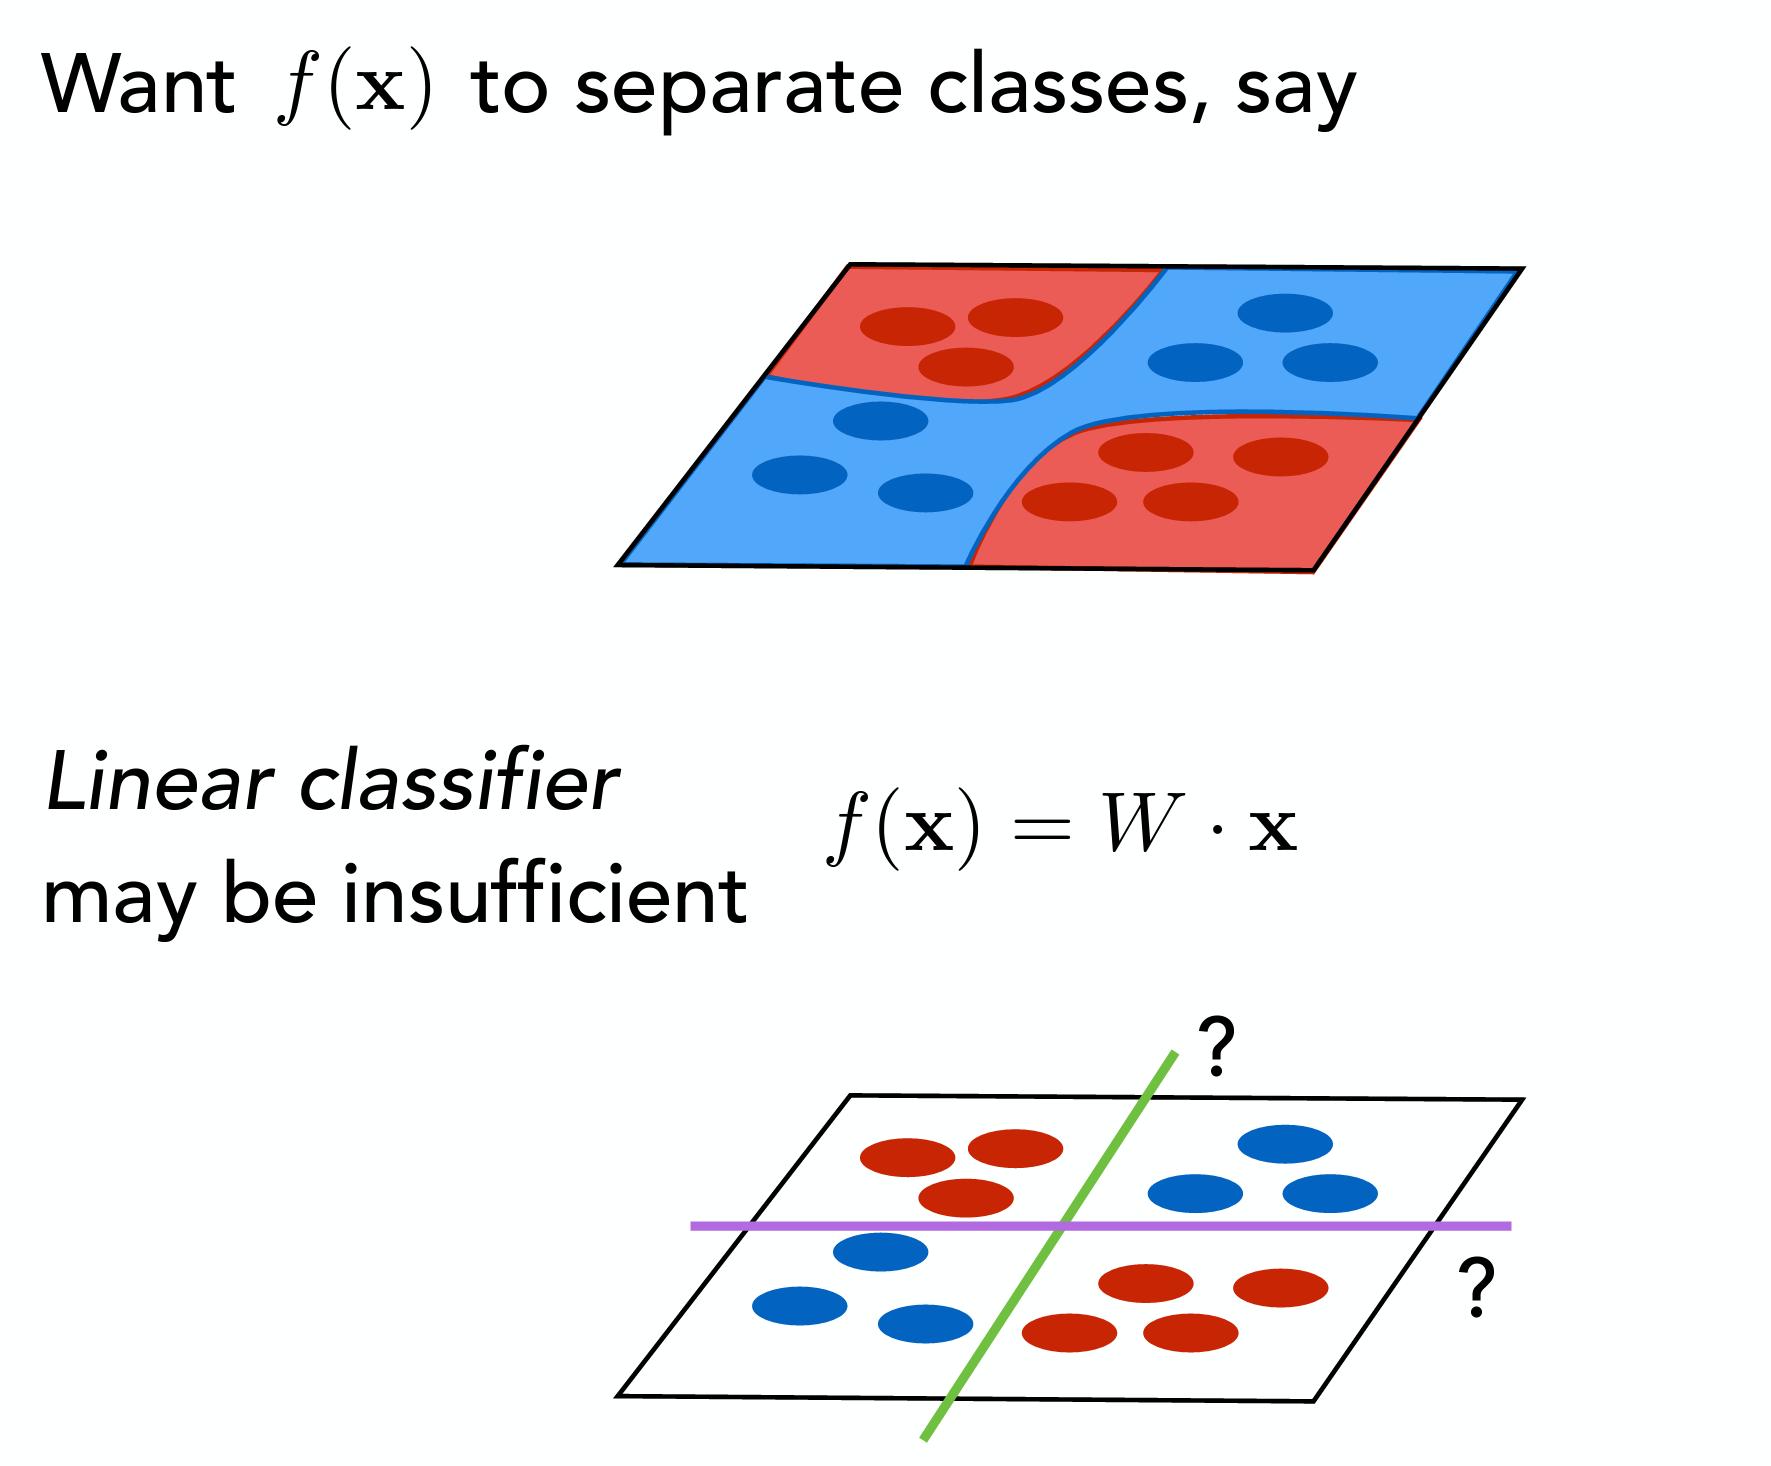 Want f(x) to separate classes, say
Linear classifier
may be insufficient
f(x) = W · x
?
?